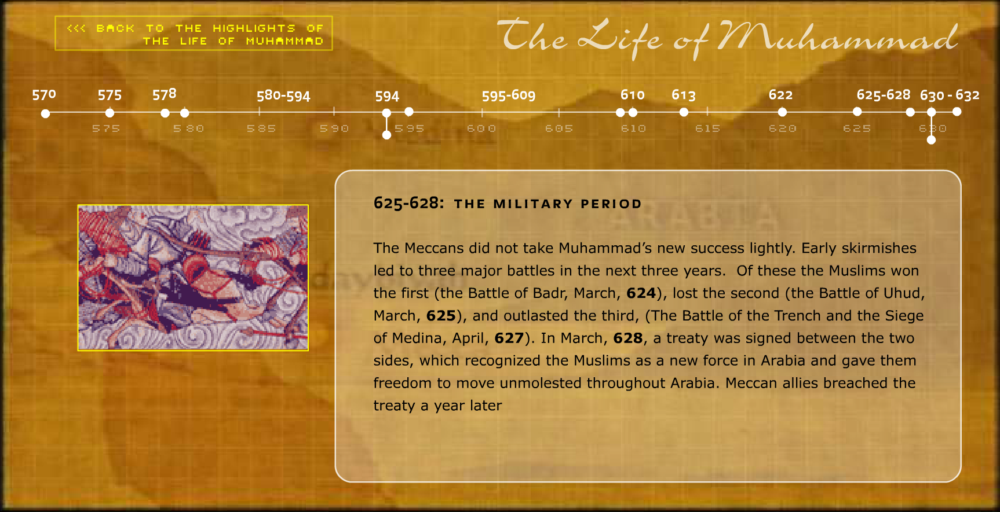 <<< BACK TO THE HIGHLIGHTS OF
THE LIFE OF MUHAMMAD
The Life of Muhammad
570 575 578 580-594 594 595-609 610 613 622 625-628 630 - 632
575 580 585 590 595 600 605 610 615 620 625 630
ARABIA
625-628: THE MILITARY PERIOD
The Meccans did not take Muhammad’s new success lightly. Early skirmishes
led to three major battles in the next three years.  Of these the Muslims won
the first (the Battle of Badr, March, 624), lost the second (the Battle of Uhud,
March, 625), and outlasted the third, (The Battle of the Trench and the Siege
of Medina, April, 627). In March, 628, a treaty was signed between the two
sides, which recognized the Muslims as a new force in Arabia and gave them
freedom to move unmolested throughout Arabia. Meccan allies breached the
treaty a year later